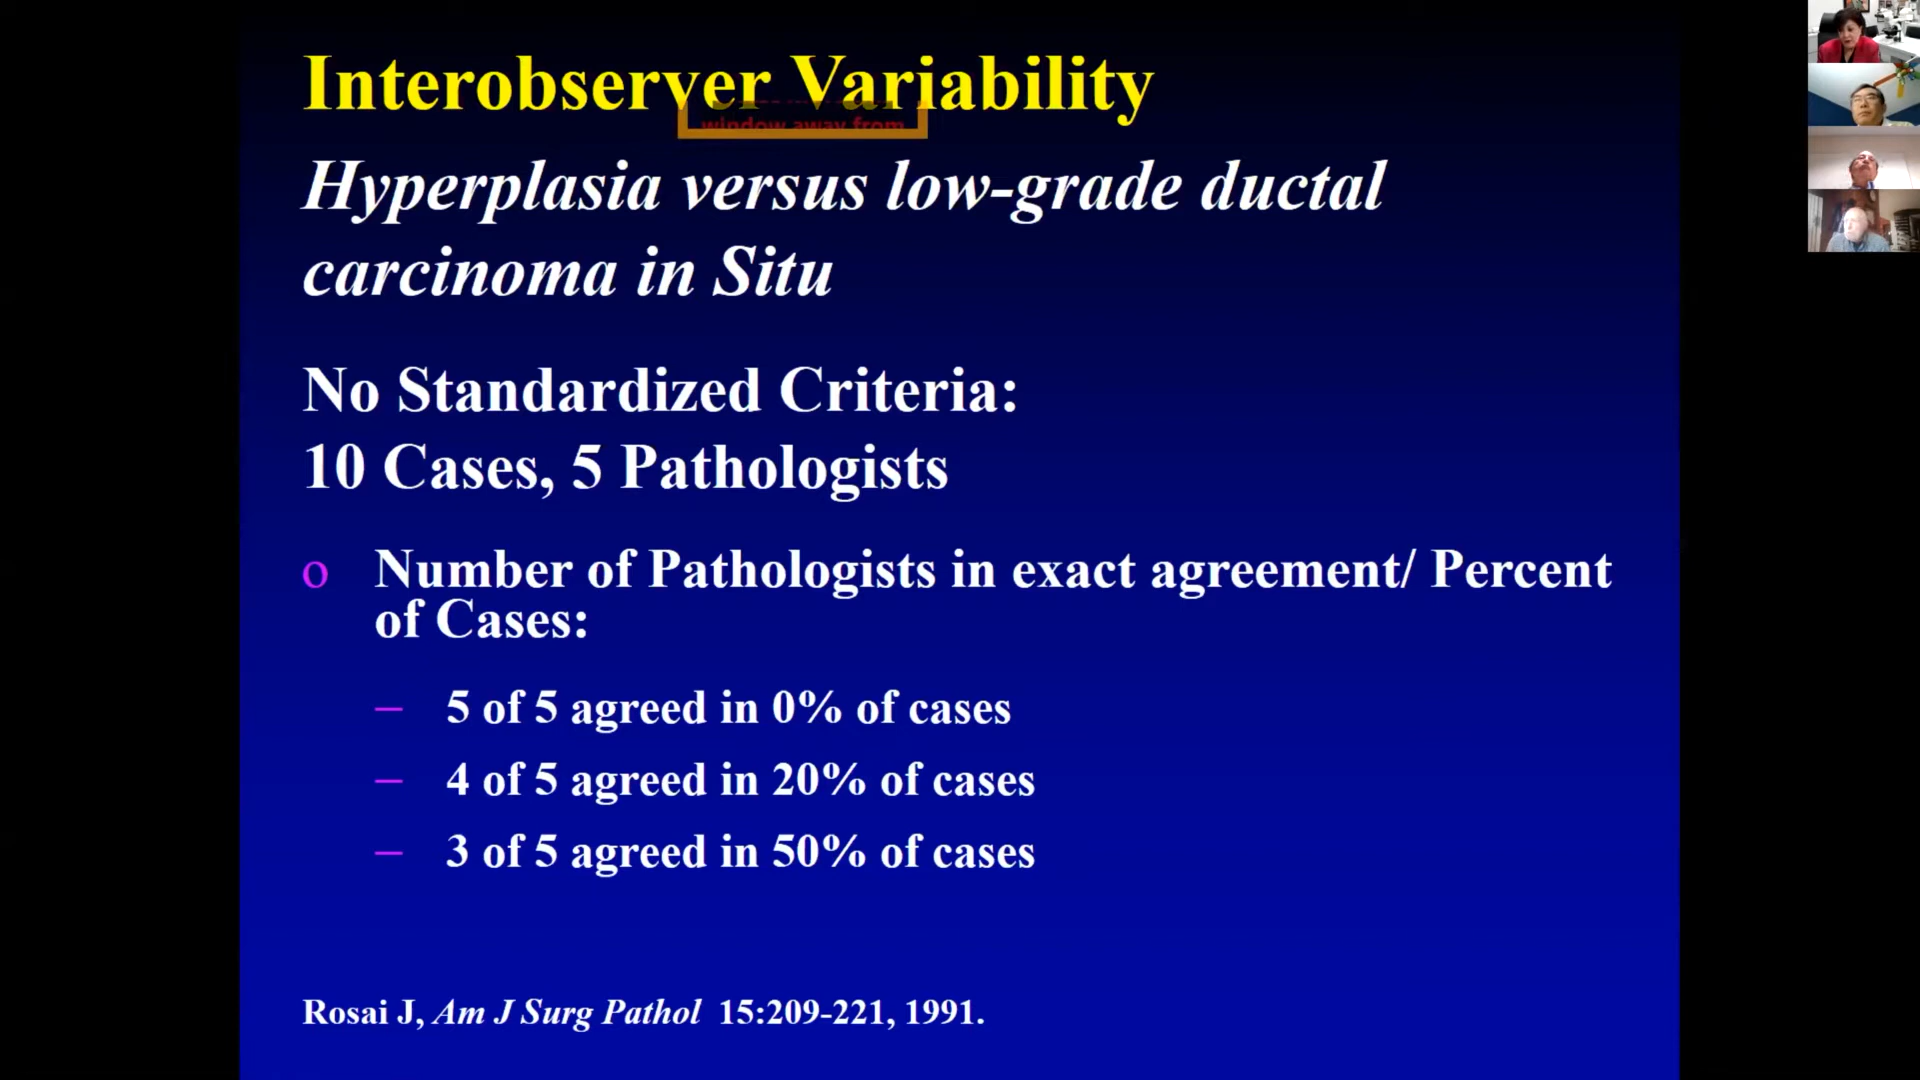 Interobserver Variability
window away from
Hyperplasia versus low-grade ductal
carcinoma in Situ
No Standardized Criteria:
10 Cases, 5 Pathologists
o Number of Pathologists in exact agreement/ Percent
of Cases:
– 5 of 5 agreed in 0% of cases
– 4 of 5 agreed in 20% of cases
– 3 of 5 agreed in 50% of cases
Rosai J, Am J Surg Pathol 15:209-221, 1991.